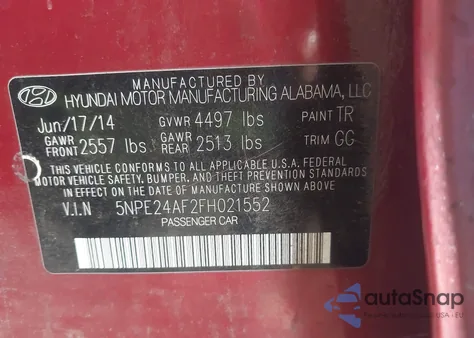 MANUFACTURED BY
HYUNDAI MOTOR MANUFACTURING ALABAMA, LLC
Jun/17/14 GVWR 4497 lbs PAINT TR
GAWR FRONT 2557 lbs GAWR REAR 2513 lbs TRIM GG
THIS VEHICLE CONFORMS TO ALL APPLICABLE U.S.A. FEDERAL
MOTOR VEHICLE SAFETY, BUMPER, AND THEFT PREVENTION STANDARDS
IN EFFECT ON THE DATE OF MANUFACTURE SHOWN ABOVE.
V.I.N 5NPE24AF2FH021552
PASSENGER CAR
autoSnap